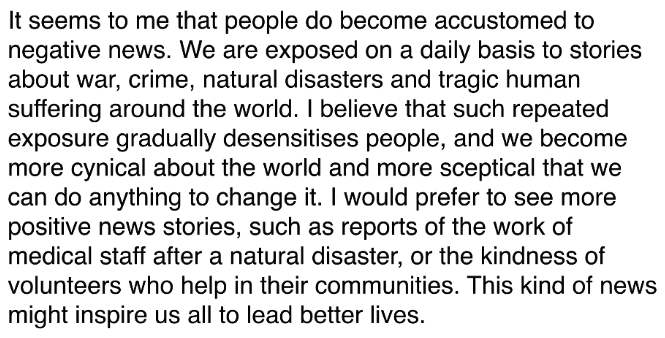 It seems to me that people do become accustomed to
negative news. We are exposed on a daily basis to stories
about war, crime, natural disasters and tragic human
suffering around the world. I believe that such repeated
exposure gradually desensitises people, and we become
more cynical about the world and more sceptical that we
can do anything to change it. I would prefer to see more
positive news stories, such as reports of the work of
medical staff after a natural disaster, or the kindness of
volunteers who help in their communities. This kind of news
might inspire us all to lead better lives.